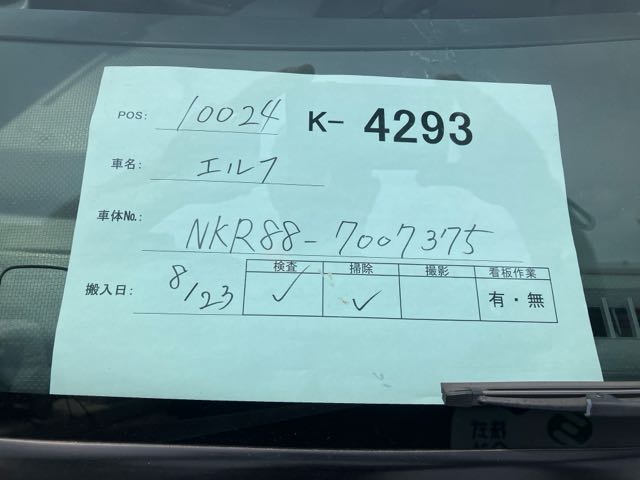 POS: 10024 K- 4293
車名: エルフ
車体No.: NKR88-7007375
検査 掃除 撮影 看板作業
搬入日: 8/23 ✓ ✓ 有・無